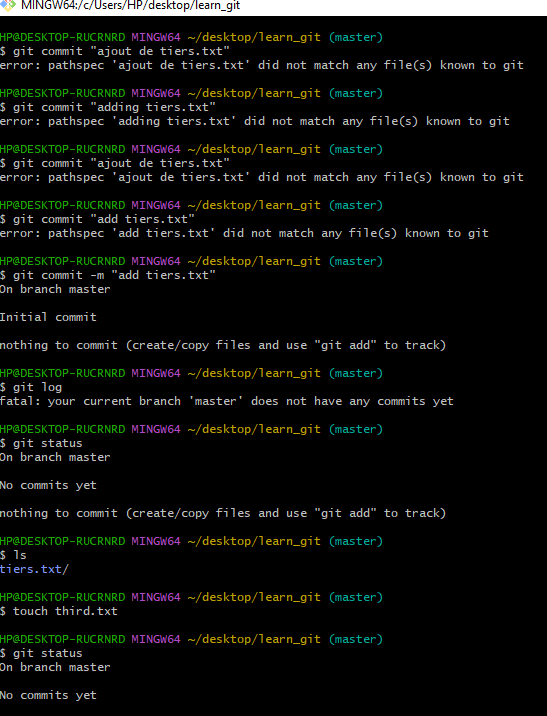 MINGW64:/c/Users/HP/desktop/learn_git
HP@DESKTOP-RUCRNRD MINGW64 ~/desktop/learn_git (master)
$ git commit "ajout de tiers.txt"
error: pathspec 'ajout de tiers.txt' did not match any file(s) known to git
HP@DESKTOP-RUCRNRD MINGW64 ~/desktop/learn_git (master)
$ git commit "adding tiers.txt"
error: pathspec 'adding tiers.txt' did not match any file(s) known to git
HP@DESKTOP-RUCRNRD MINGW64 ~/desktop/learn_git (master)
$ git commit "ajout de tiers.txt"
error: pathspec 'ajout de tiers.txt' did not match any file(s) known to git
HP@DESKTOP-RUCRNRD MINGW64 ~/desktop/learn_git (master)
$ git commit "add tiers.txt"
error: pathspec 'add tiers.txt' did not match any file(s) known to git
HP@DESKTOP-RUCRNRD MINGW64 ~/desktop/learn_git (master)
$ git commit -m "add tiers.txt"
On branch master
Initial commit
nothing to commit (create/copy files and use "git add" to track)
HP@DESKTOP-RUCRNRD MINGW64 ~/desktop/learn_git (master)
$ git log
fatal: your current branch 'master' does not have any commits yet
HP@DESKTOP-RUCRNRD MINGW64 ~/desktop/learn_git (master)
$ git status
On branch master
No commits yet
nothing to commit (create/copy files and use "git add" to track)
HP@DESKTOP-RUCRNRD MINGW64 ~/desktop/learn_git (master)
$ ls
tiers.txt/
HP@DESKTOP-RUCRNRD MINGW64 ~/desktop/learn_git (master)
$ touch third.txt
HP@DESKTOP-RUCRNRD MINGW64 ~/desktop/learn_git (master)
$ git status
On branch master
No commits yet